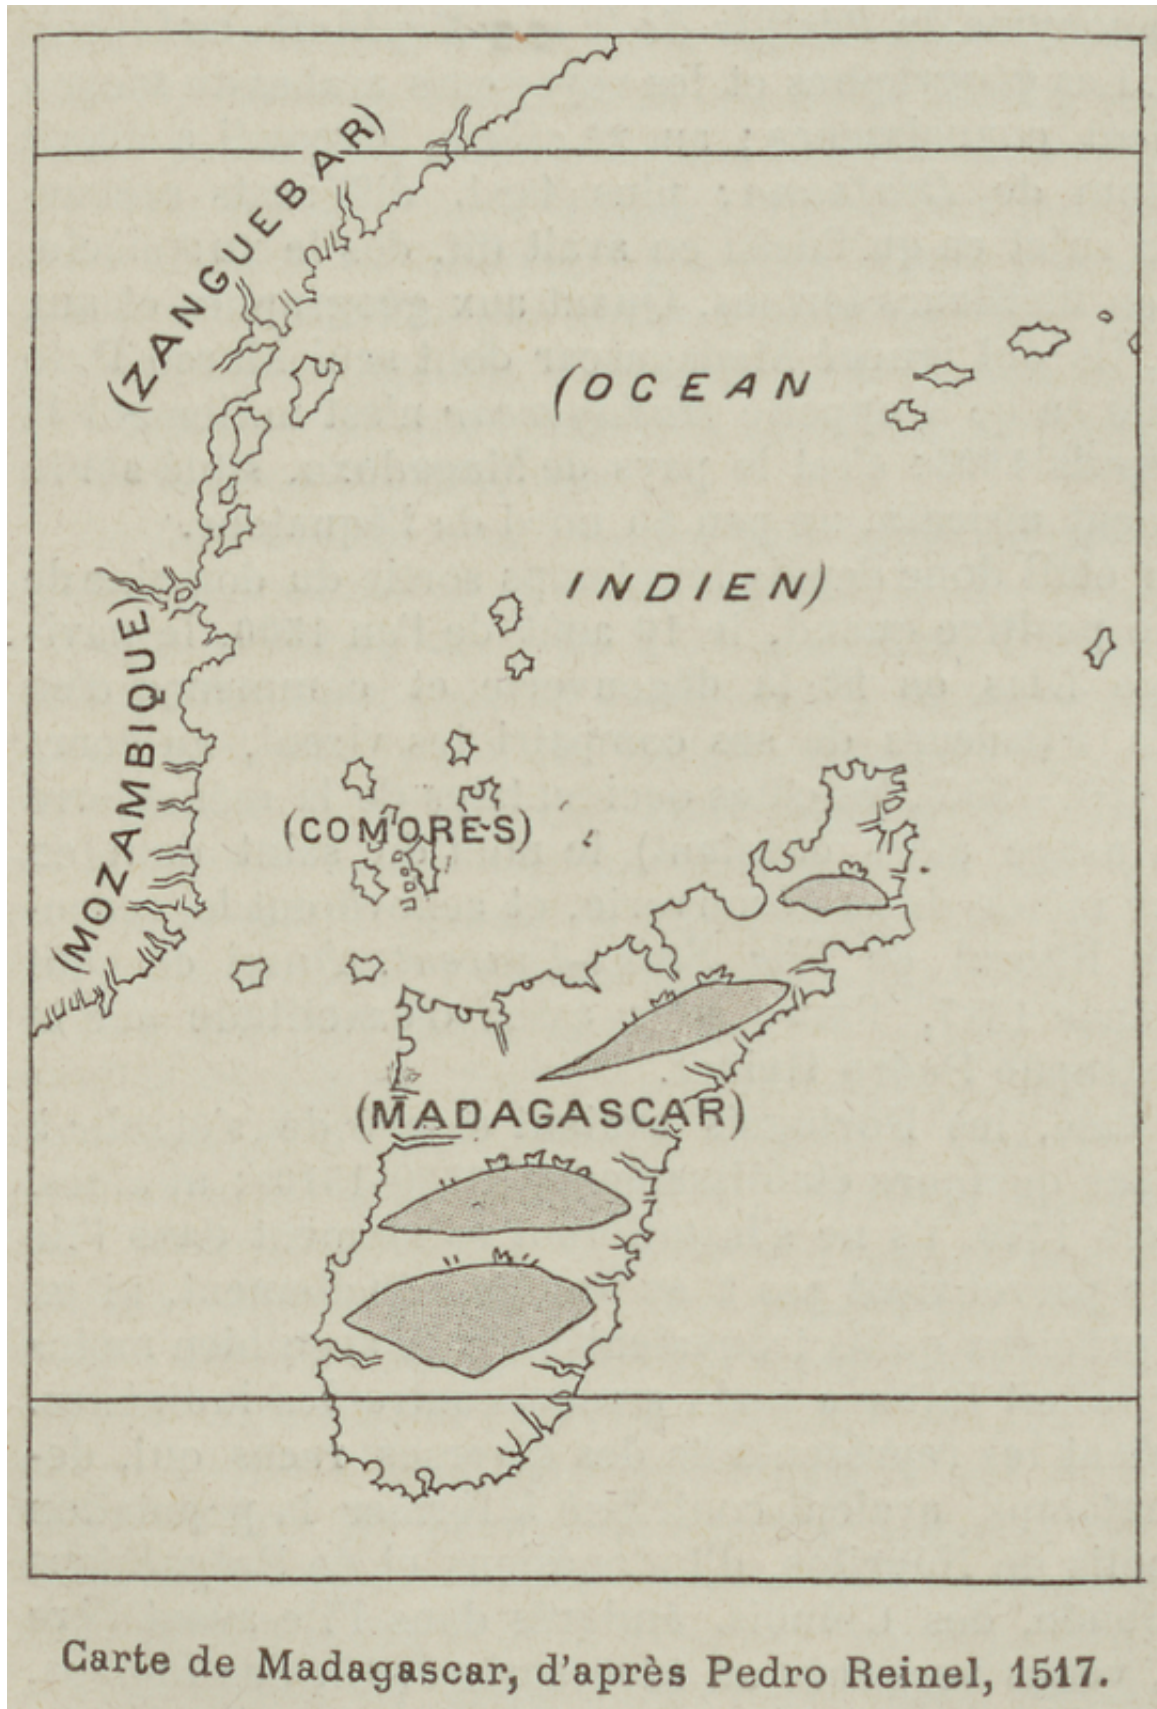 (ZANGUEBAR)
(OCEAN
INDIEN)
(MOZAMBIQUE)
(COMORES)
(MADAGASCAR)
Carte de Madagascar, d'après Pedro Reinel, 1517.